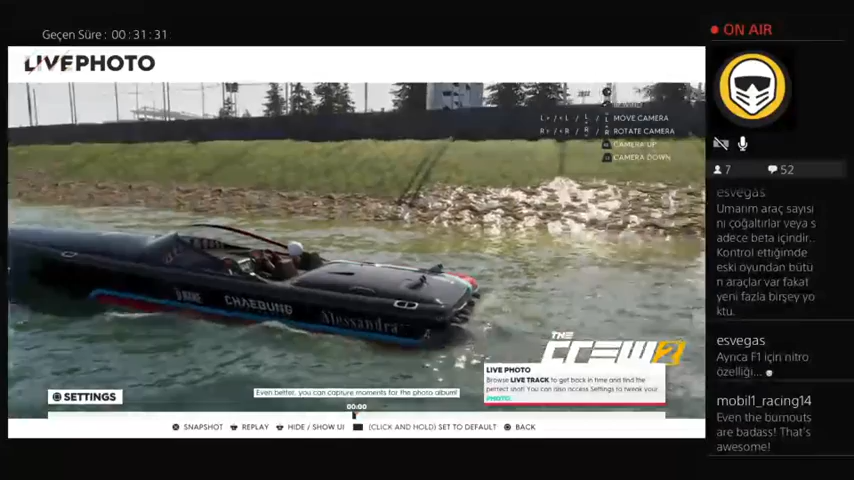 Geçen Süre : 00:31:31
ON AIR
LIVEPHOTO
MOVE CAMERA
ROTATE CAMERA
CAMERA UP
CAMERA DOWN
7
52
esvegas
Umarım araç sayısı
nı çoğaltırlar veya s
adece beta içindir..
Kontrol ettiğimde
eski oyundan bütü
n araçlar var fakat
yeni fazla birşey yo
ktu.
esvegas
Ayrıca F1 için nitro
özelliği...
mobil1_racing14
Even the burnouts
are badass! That's
awesome!
CHAEBUNG
Alessandra
THE
CREW2
LIVE PHOTO
Browse LIVE TRACK to get back in time and find the
perfect shot! You can also access Settings to tweak your
PHOTO.
SETTINGS
Even better, you can capture moments for the photo album!
00:00
SNAPSHOT
REPLAY
HIDE / SHOW UI
(CLICK AND HOLD) SET TO DEFAULT
BACK